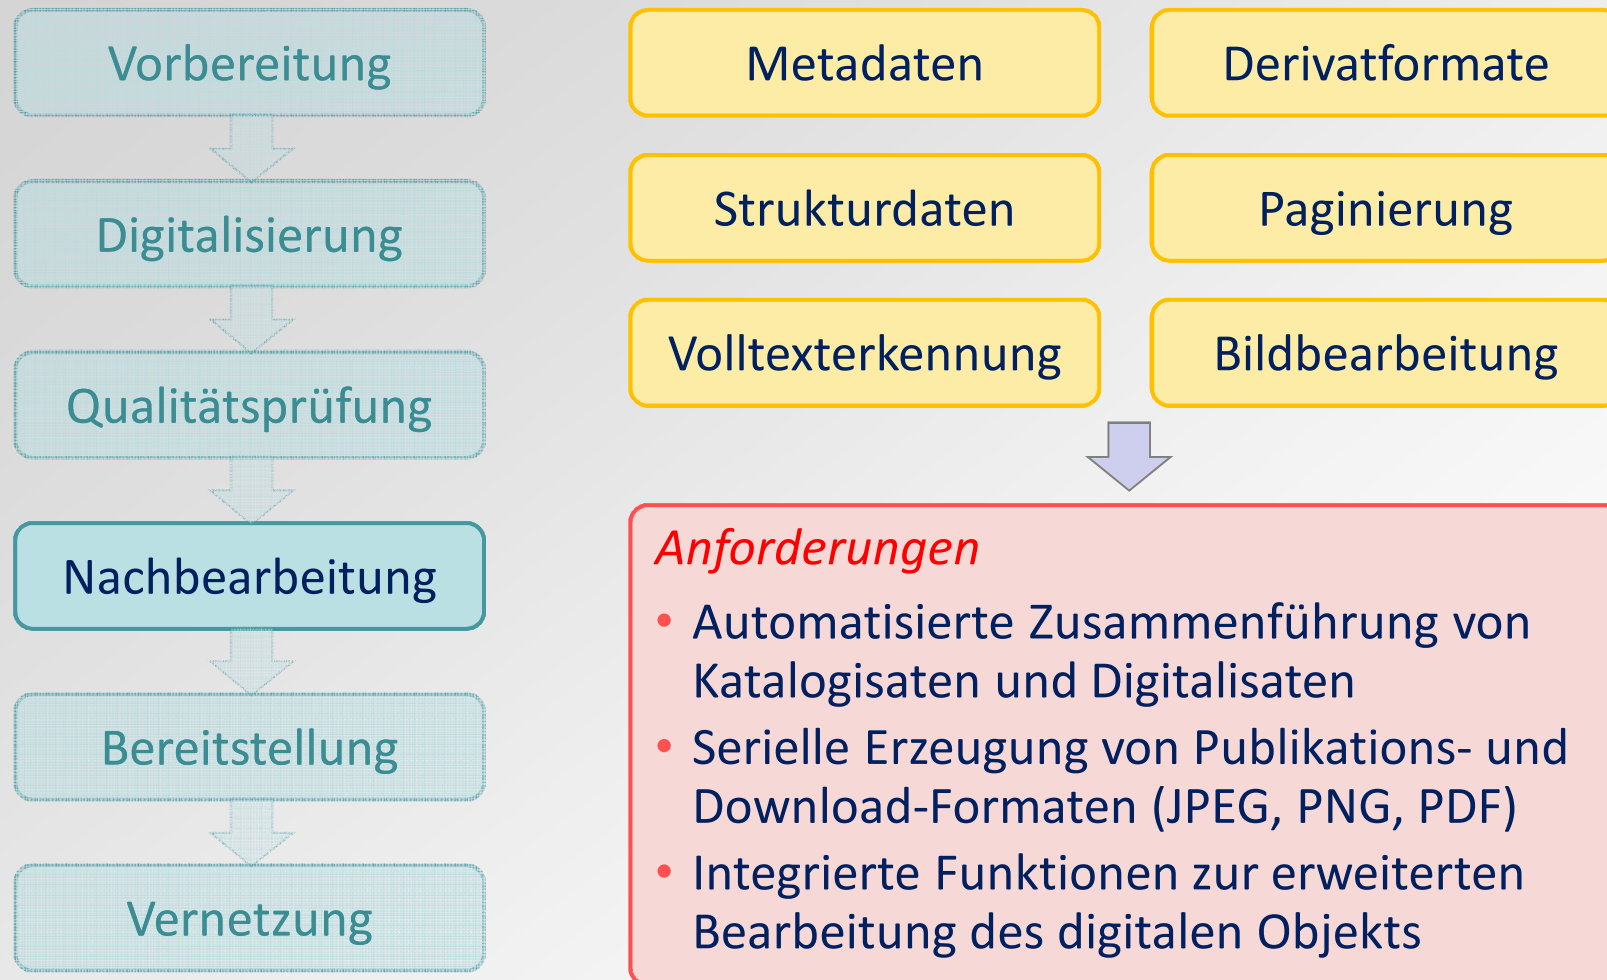 Vorbereitung
Digitalisierung
Qualitätsprüfung
Nachbearbeitung
Bereitstellung
Vernetzung
Metadaten
Derivatformate
Strukturdaten
Paginierung
Volltexterkennung
Bildbearbeitung
Anforderungen
• Automatisierte Zusammenführung von
Katalogisaten und Digitalisaten
• Serielle Erzeugung von Publikations- und
Download-Formaten (JPEG, PNG, PDF)
• Integrierte Funktionen zur erweiterten
Bearbeitung des digitalen Objekts